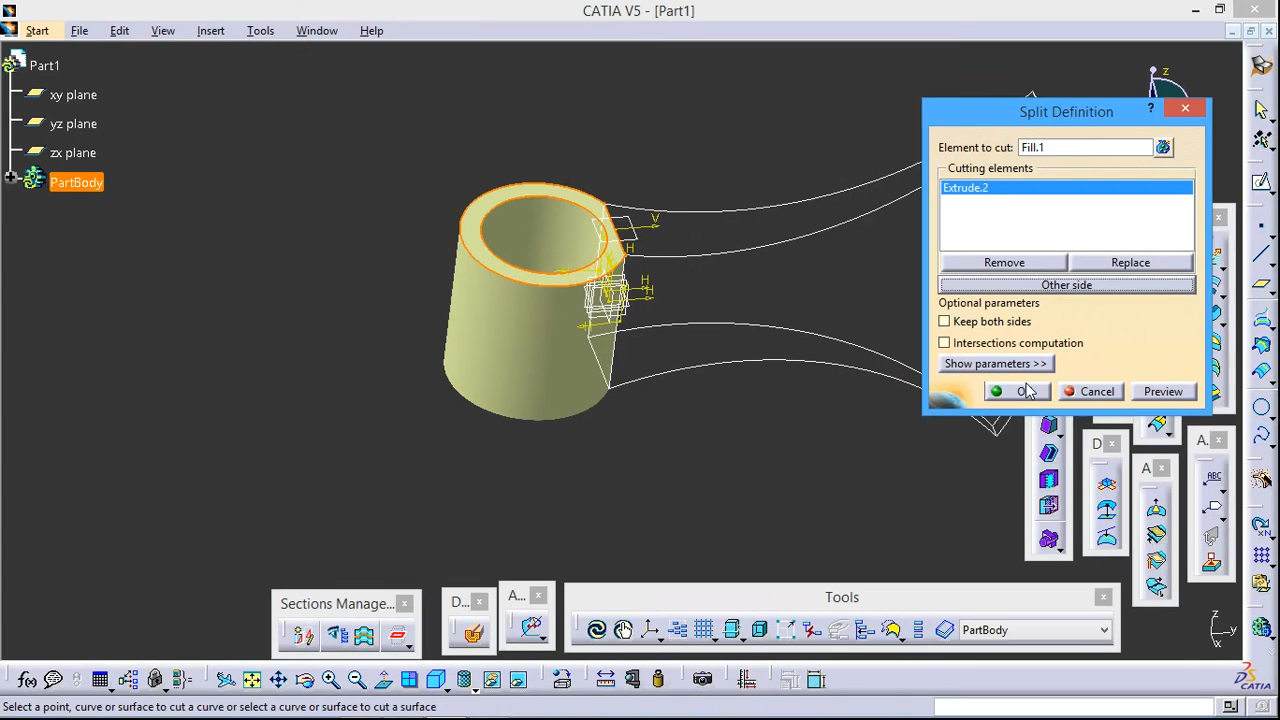 CATIA V5 - [Part1]
Start File Edit View Insert Tools Window Help
Part1
xy plane
yz plane
zx plane
PartBody
z
V
H
H
H
H
Split Definition
? x
Element to cut: Fill.1
Cutting elements
Extrude.2
Remove Replace
Other side
Optional parameters
Keep both sides
Intersections computation
Show parameters >>
Cancel Preview
D A A.
Sections Manage... D... A... Tools
PartBody
f(x)
z
y
x
CATIA
Select a point, curve or surface to cut a curve or select a curve or surface to cut a surface